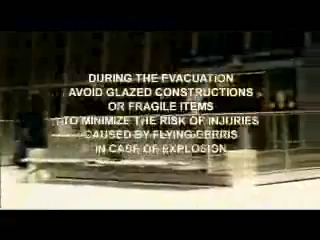 DURING THE EVACUATION
AVOID GLAZED CONSTRUCTIONS
OR FRAGILE ITEMS
TO MINIMIZE THE RISK OF INJURIES
CAUSED BY FLYING DEBRIS
IN CASE OF EXPLOSION